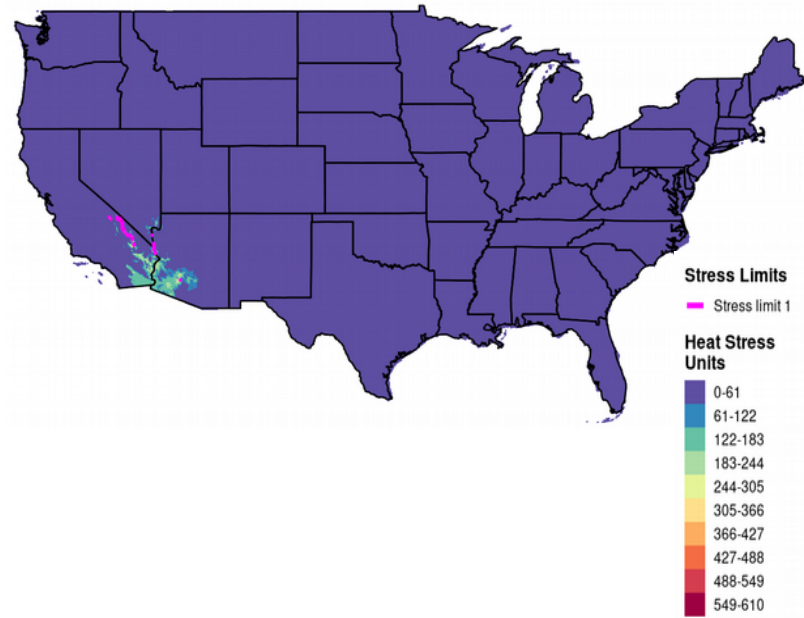 Stress Limits
Stress limit 1
Heat Stress
Units
0-61
61-122
122-183
183-244
244-305
305-366
366-427
427-488
488-549
549-610